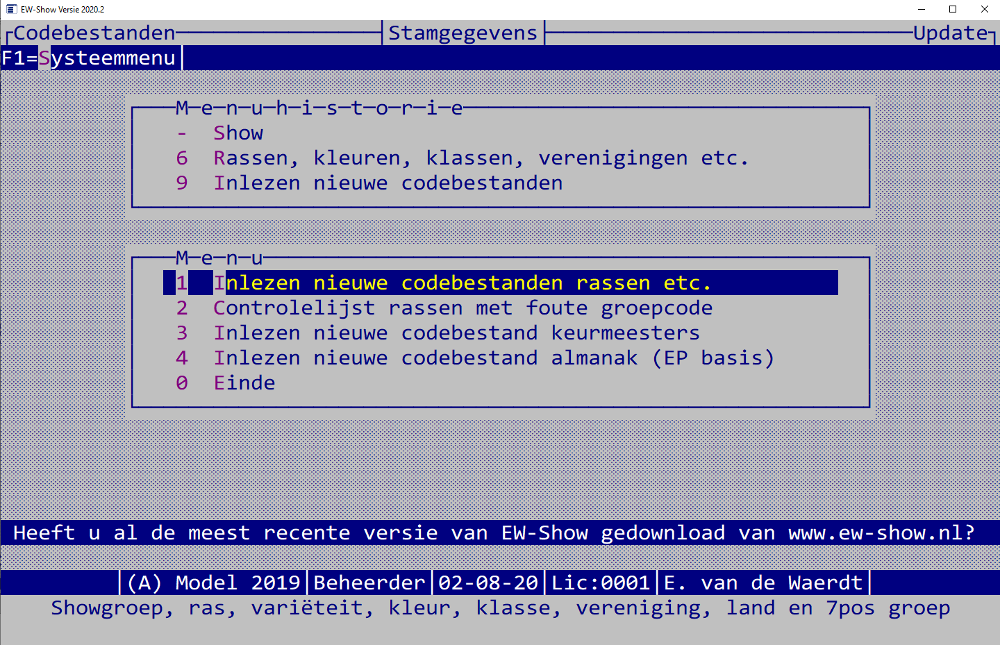 EW-Show Versie 2020.2
Codebestanden Stamgegevens Update
F1=Systeemmenu
M-e-n-u-h-i-s-t-o-r-i-e
- Show
6 Rassen, kleuren, klassen, verenigingen etc.
9 Inlezen nieuwe codebestanden
M-e-n-u
1 Inlezen nieuwe codebestanden rassen etc.
2 Controlelijst rassen met foute groepcode
3 Inlezen nieuwe codebestand keurmeesters
4 Inlezen nieuwe codebestand almanak (EP basis)
0 Einde
Heeft u al de meest recente versie van EW-Show gedownload van www.ew-show.nl?
(A) Model 2019|Beheerder|02-08-20|Lic:0001|E. van de Waerdt
Showgroep, ras, variëteit, kleur, klasse, vereniging, land en 7pos groep